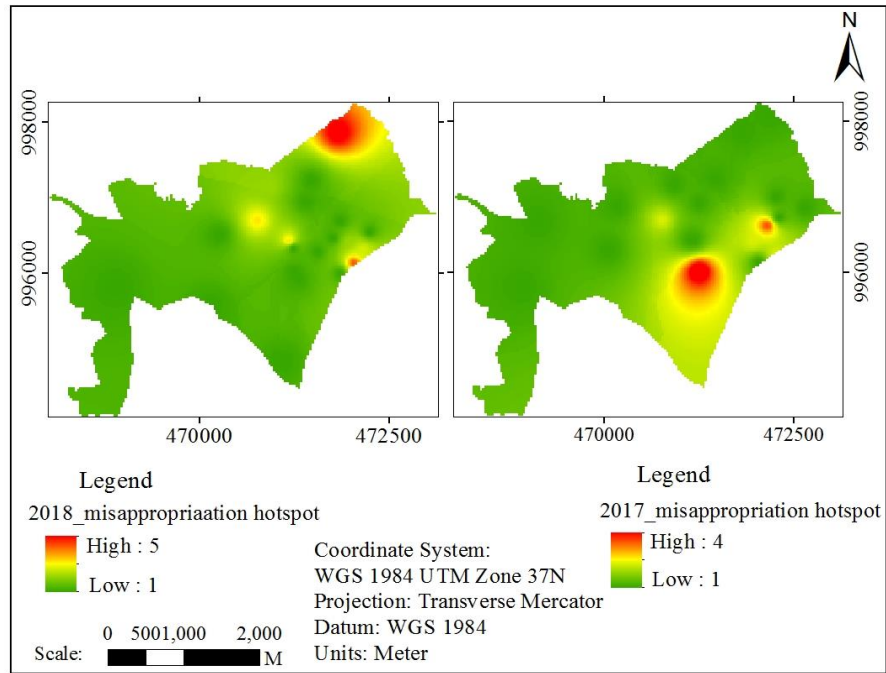 N
998000
996000
470000
472500
998000
996000
470000
472500
Legend
2018_misappropriaation hotspot
High : 5
Low : 1
Legend
2017_misappropriation hotspot
High : 4
Low : 1
Coordinate System:
WGS 1984 UTM Zone 37N
Projection: Transverse Mercator
Datum: WGS 1984
Units: Meter
0 5001,000 2,000
Scale: M